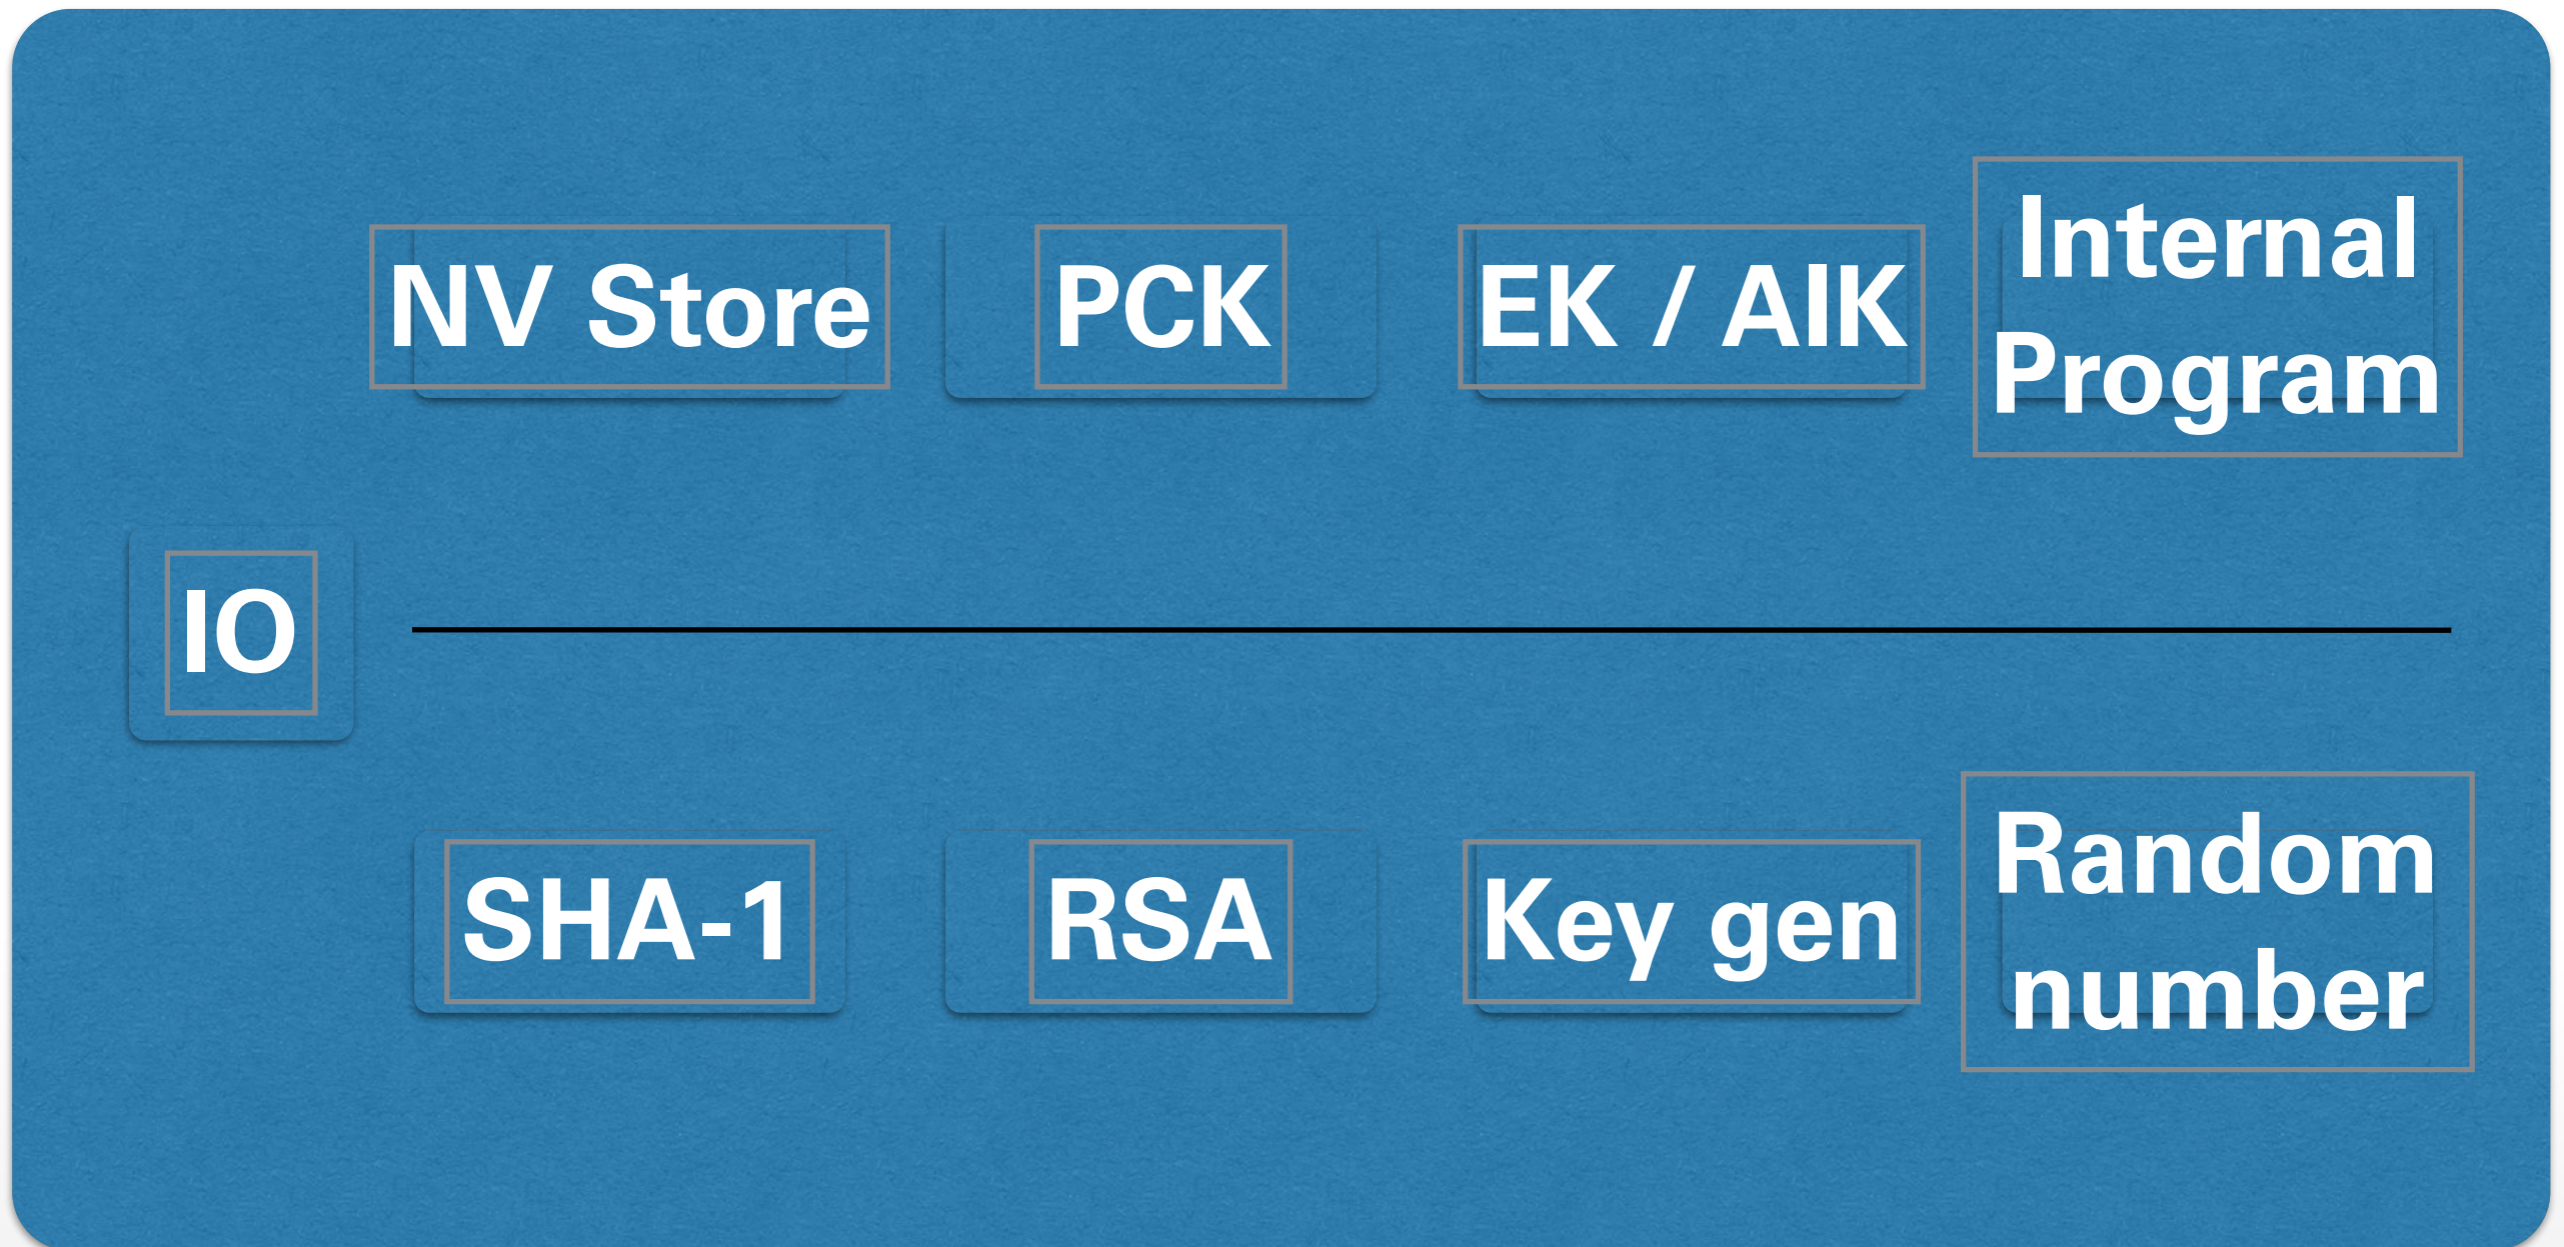 NV Store
PCK
EK / AIK
Internal
Program
IO
SHA-1
RSA
Key gen
Random
number